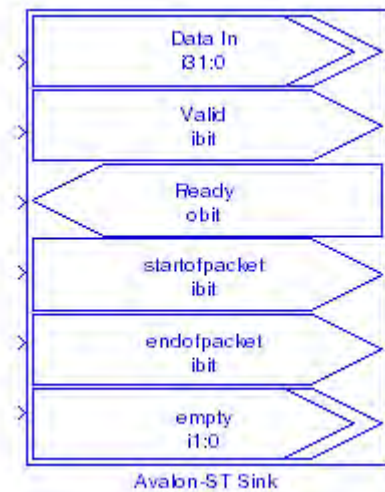 Data In
i31:0
Valid
ibit
Ready
obit
startofpacket
ibit
endofpacket
ibit
empty
i1:0
Avalon-ST Sink